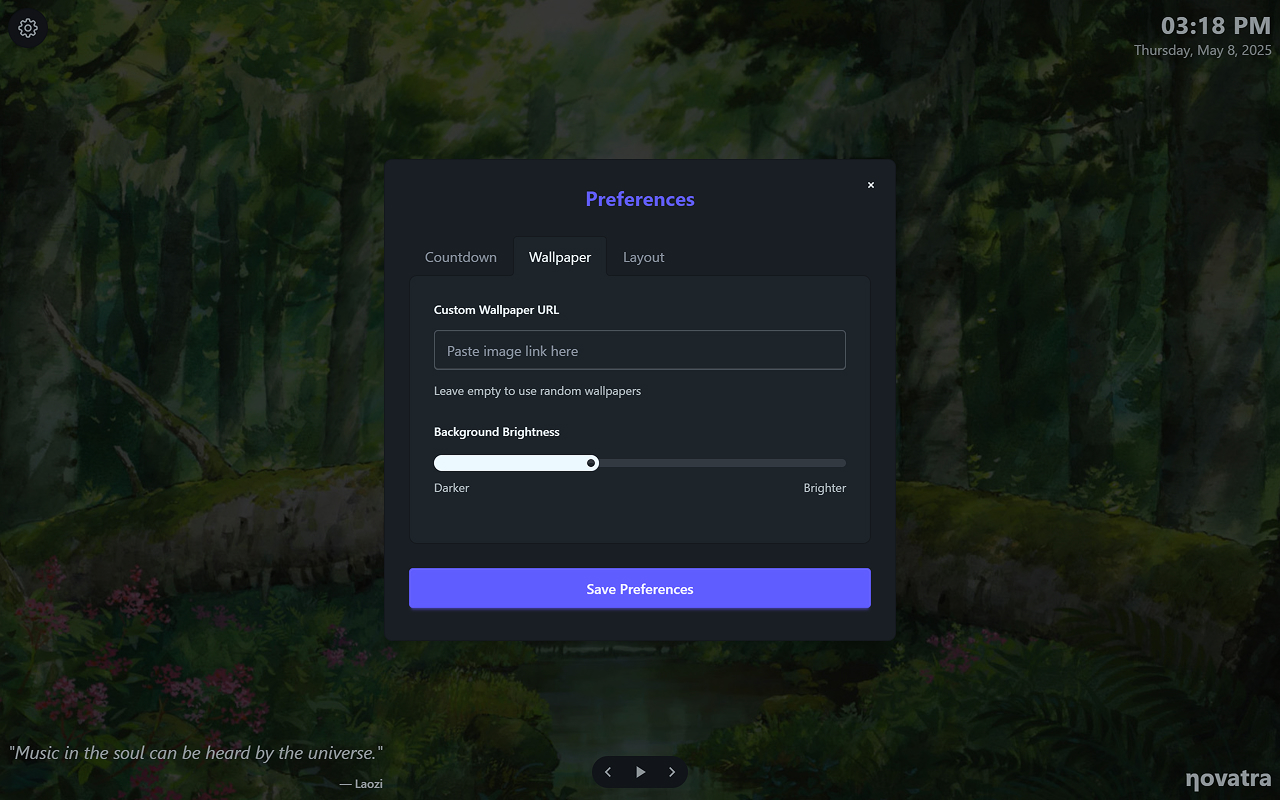 03:18 PM
Thursday, May 8, 2025
Preferences
×
Countdown Wallpaper Layout
Custom Wallpaper URL
Paste image link here
Leave empty to use random wallpapers
Background Brightness
Darker Brighter
Save Preferences
"Music in the soul can be heard by the universe."
— Laozi
ηovatra